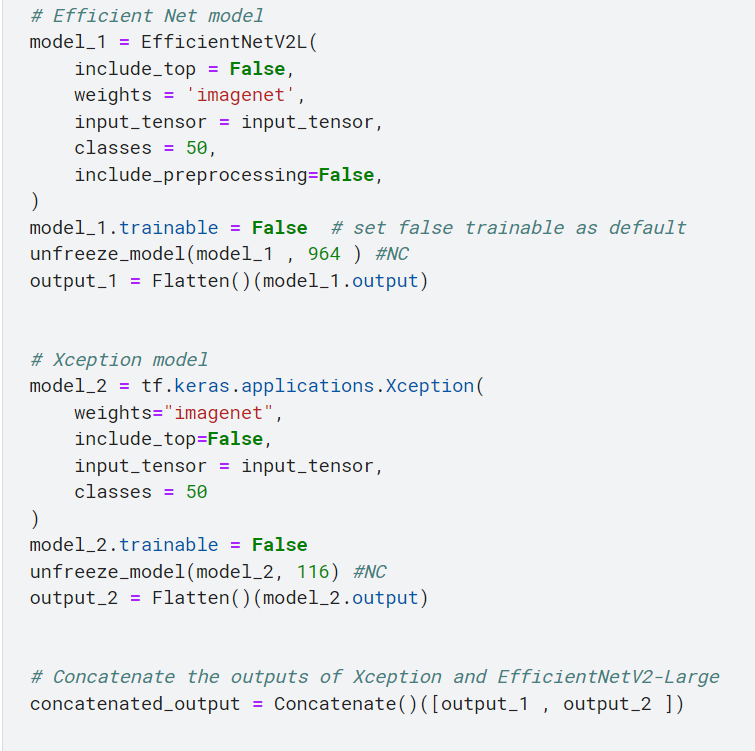 # Efficient Net model
model_1 = EfficientNetV2L(
    include_top = False,
    weights = 'imagenet',
    input_tensor = input_tensor,
    classes = 50,
    include_preprocessing=False,
)
model_1.trainable = False  # set false trainable as default
unfreeze_model(model_1 , 964 ) #NC
output_1 = Flatten()(model_1.output)
# Xception model
model_2 = tf.keras.applications.Xception(
    weights="imagenet",
    include_top=False,
    input_tensor = input_tensor,
    classes = 50
)
model_2.trainable = False
unfreeze_model(model_2, 116) #NC
output_2 = Flatten()(model_2.output)
# Concatenate the outputs of Xception and EfficientNetV2-Large
concatenated_output = Concatenate()([output_1 , output_2 ])